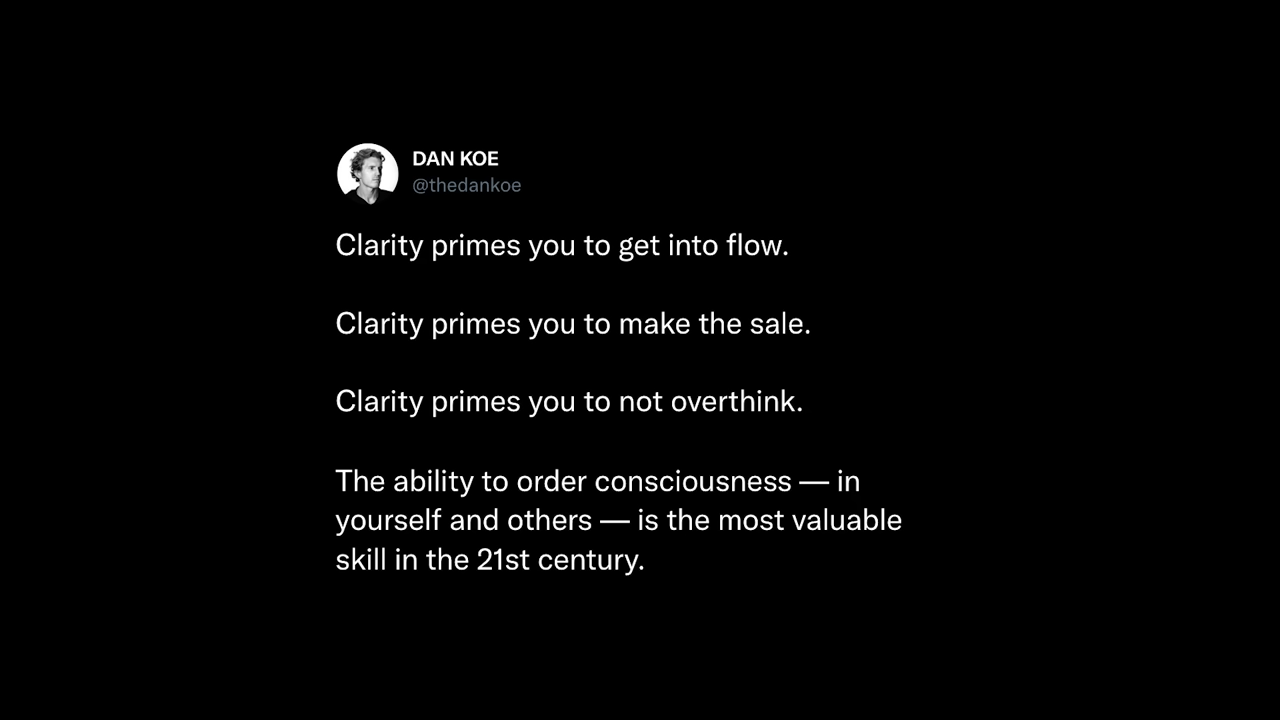 DAN KOE
@thedankoe
Clarity primes you to get into flow.
Clarity primes you to make the sale.
Clarity primes you to not overthink.
The ability to order consciousness — in
yourself and others — is the most valuable
skill in the 21st century.